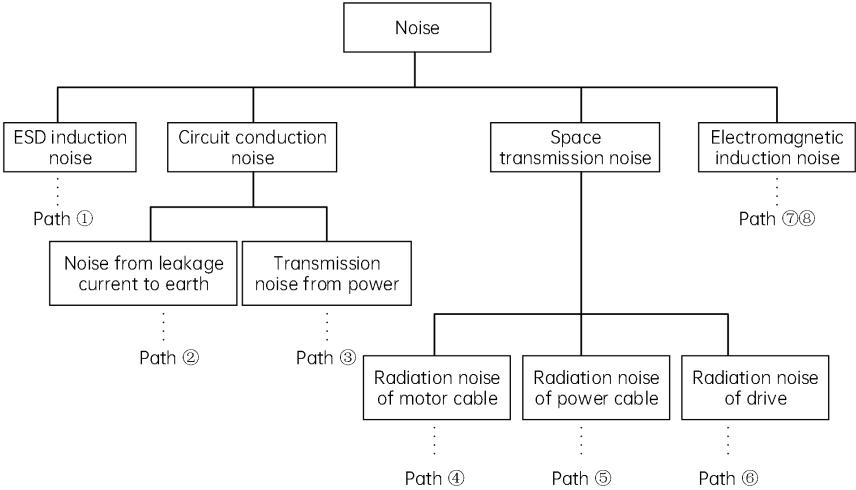 Noise
ESD induction
noise
Circuit conduction
noise
Space
transmission noise
Electromagnetic
induction noise
Path ①
Path ⑦⑧
Noise from leakage
current to earth
Transmission
noise from power
Path ②
Path ③
Radiation noise
of motor cable
Radiation noise
of power cable
Radiation noise
of drive
Path ④
Path ⑤
Path ⑥